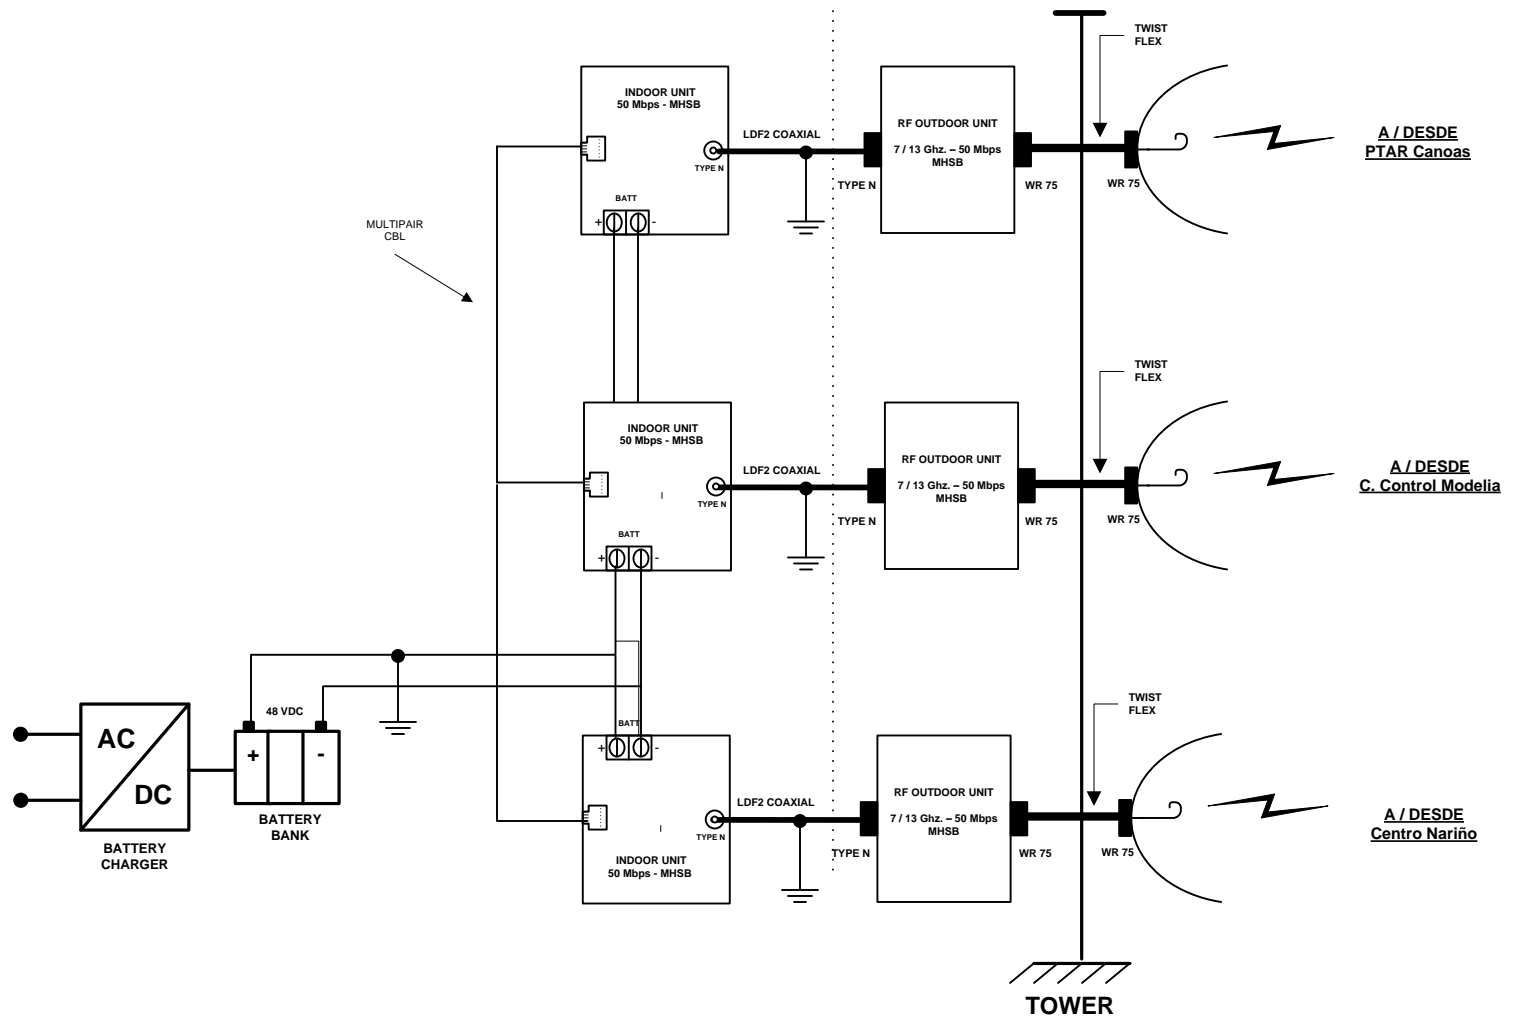 TWIST
FLEX
INDOOR UNIT
50 Mbps - MHSB
TYPE N
BATT
+
-
LDF2 COAXIAL
TYPE N
RF OUTDOOR UNIT
7 / 13 Ghz. – 50 Mbps
MHSB
WR 75
WR 75
A / DESDE
PTAR Canoas
MULTIPAIR
CBL
TWIST
FLEX
INDOOR UNIT
50 Mbps - MHSB
TYPE N
BATT
+
-
LDF2 COAXIAL
TYPE N
RF OUTDOOR UNIT
7 / 13 Ghz. – 50 Mbps
MHSB
WR 75
WR 75
A / DESDE
C. Control Modelia
AC
DC
BATTERY
CHARGER
48 VDC
+
-
BATTERY
BANK
TWIST
FLEX
BATT
+
-
TYPE N
INDOOR UNIT
50 Mbps - MHSB
LDF2 COAXIAL
TYPE N
RF OUTDOOR UNIT
7 / 13 Ghz. – 50 Mbps
MHSB
WR 75
WR 75
A / DESDE
Centro Nariño
TOWER